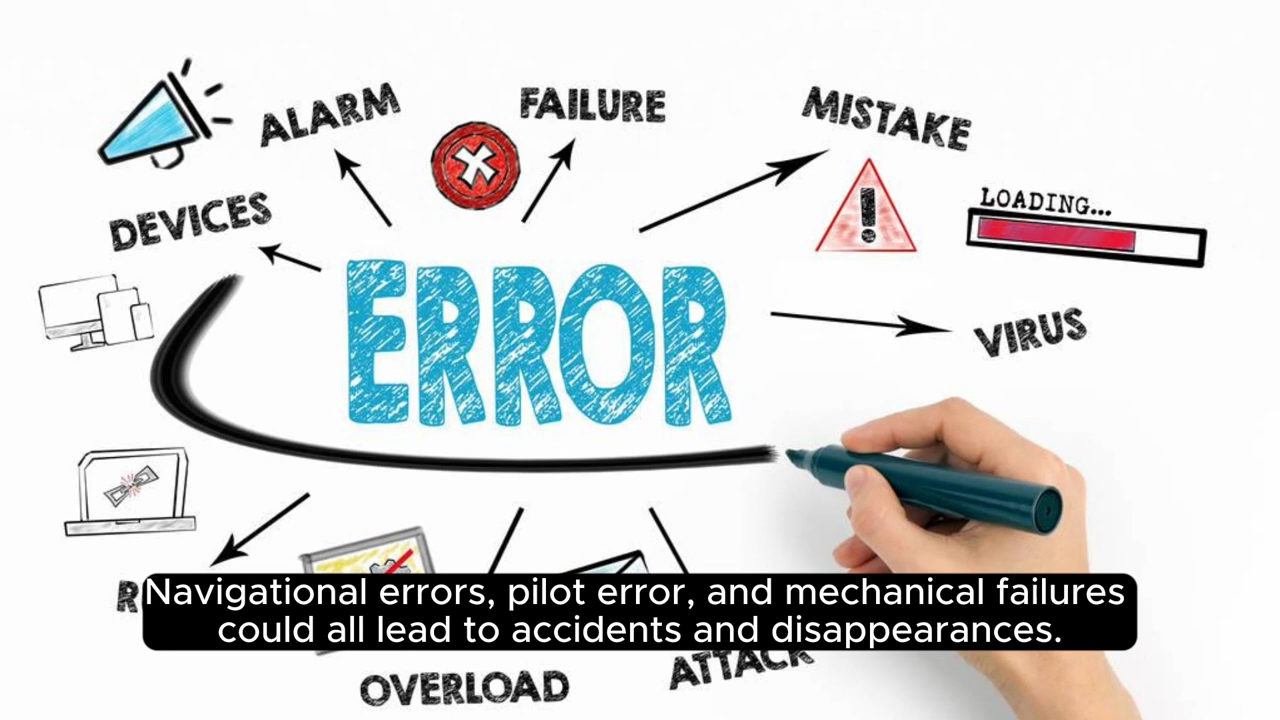 ALARM
FAILURE
MISTAKE
DEVICES
LOADING...
ERROR
VIRUS
Navigational errors, pilot error, and mechanical failures
could all lead to accidents and disappearances.
OVERLOAD
ATTACK